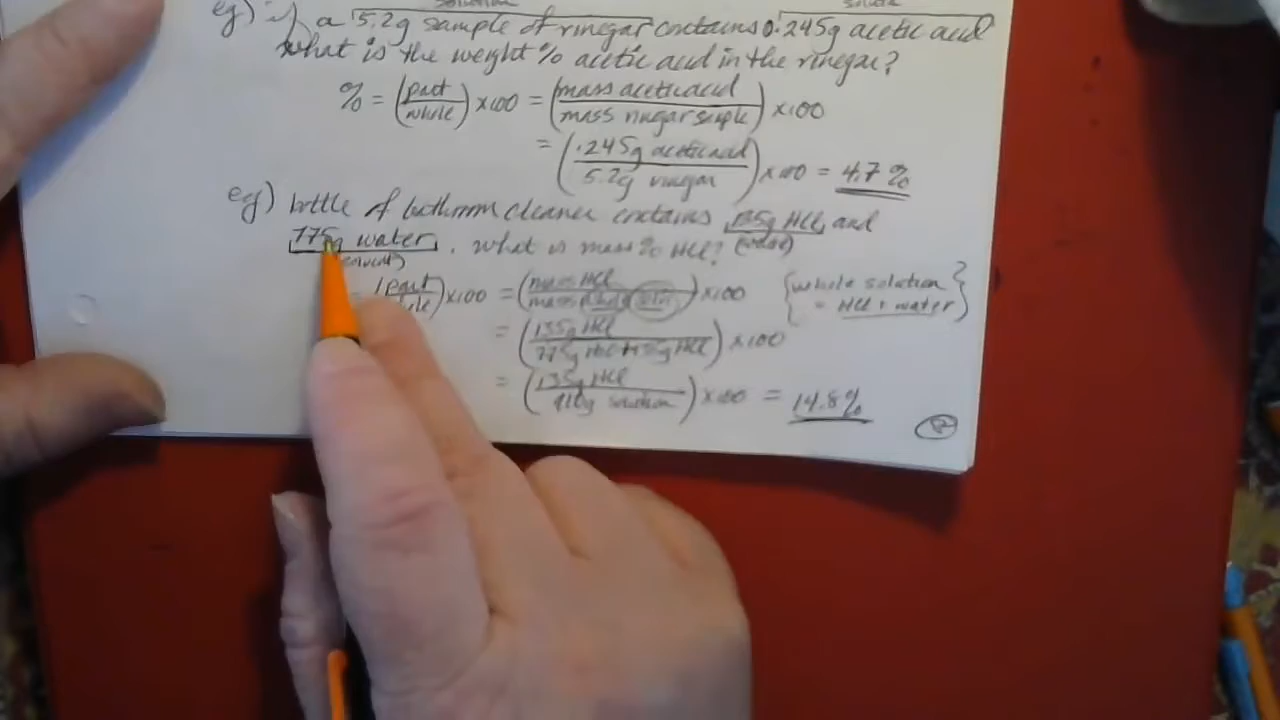 solution solute
eg) if a 5.2g sample of vinegar contains 0.245g acetic acid
what is the weight % acetic acid in the vinegar?
% = (part/whole) x100 = (mass acetic acid/mass vinegar sample) x100
= (.245g acetic acid/5.2g vinegar) x100 = 4.7 %
eg) bottle of bathroom cleaner contains 135g HCl and
775g water. What is mass % HCl? (solute)
(solvent)
= (part/whole) x100 = (mass HCl/mass whole soln) x100 {whole solution
= HCl + water}
= (135g HCl/775g + 135g HCl) x100
= (135g HCl/910g solution) x100 = 14.8%